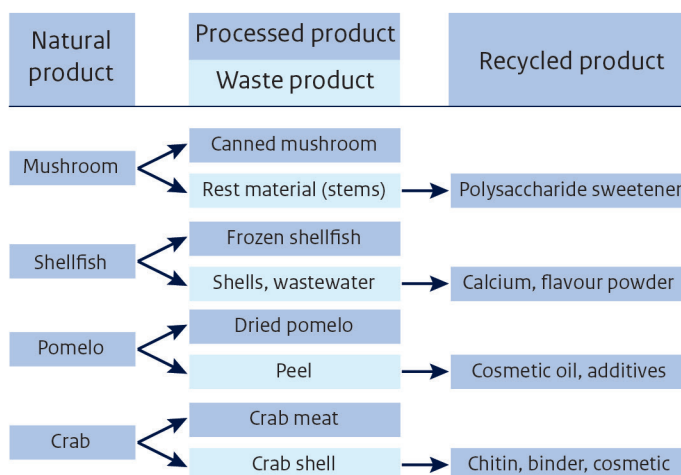 Natural
product
Processed product
Waste product
Recycled product
Mushroom
Canned mushroom
Rest material (stems)
Polysaccharide sweetener
Shellfish
Frozen shellfish
Shells, wastewater
Calcium, flavour powder
Pomelo
Dried pomelo
Peel
Cosmetic oil, additives
Crab
Crab meat
Crab shell
Chitin, binder, cosmetic